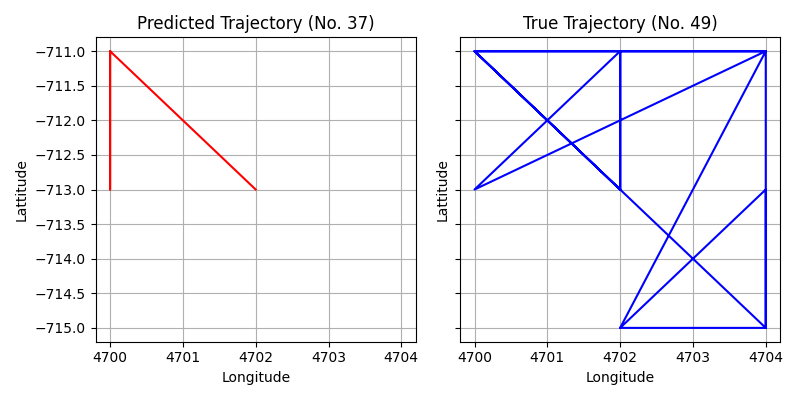 Predicted Trajectory (No. 37)
True Trajectory (No. 49)
−711.0
−711.5
−712.0
−712.5
−713.0
−713.5
−714.0
−714.5
−715.0
Lattitude
Lattitude
4700 4701 4702 4703 4704
4700 4701 4702 4703 4704
Longitude
Longitude